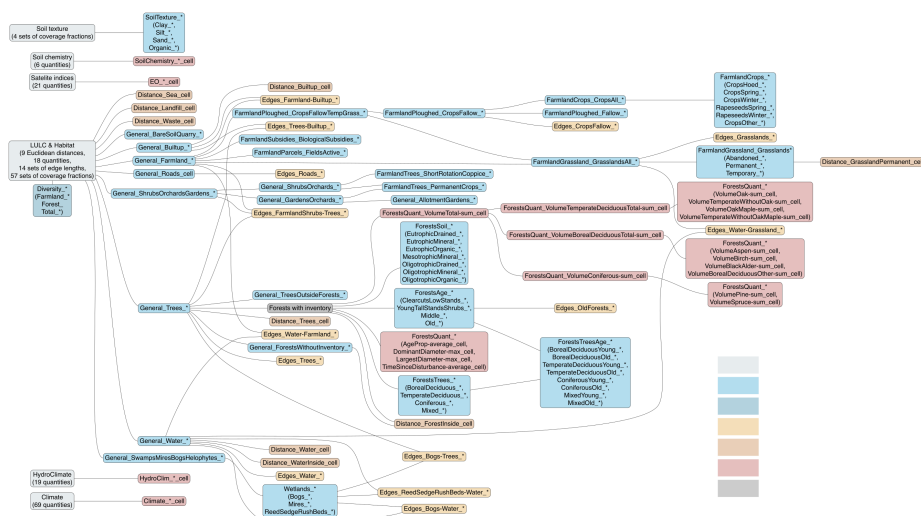 Soil texture
(4 sets of coverage fractions)
SoilTexture_*
(Clay_*,
Silt_*,
Sand_*,
Organic_*)
Soil chemistry
(6 quantities)
SoilChemistry_*_cell
Satelite indices
(21 quantities)
EO_*_cell
LULC & Habitat
(9 Euclidean distances,
18 quantities,
14 sets of edge lengths,
57 sets of coverage fractions)
Diversity_*
(Farmland_*
Forest_
Total_*)
Distance_Sea_cell
Distance_Landfill_cell
Distance_Waste_cell
General_BareSoilQuarry_*
General_Builtup_*
General_Farmland_*
General_Roads_cell
General_ShrubsOrchardsGardens_*
General_Trees_*
General_Water_*
General_SwampsMiresBogsHelophytes_*
Distance_Builtup_cell
Edges_Farmland-Builtup_*
FarmlandPloughed_CropsFallowTempGrass_*
Edges_Trees-Builtup_*
FarmlandSubsidies_BiologicalSubsidies_*
FarmlandParcels_FieldsActive_*
Edges_Roads_*
General_ShrubsOrchards_*
General_GardensOrchards_*
Edges_FarmlandShrubs-Trees_*
FarmlandPloughed_CropsFallow_*
FarmlandTrees_ShortRotationCoppice_*
FarmlandTrees_PermanentCrops_*
General_AllotmentGardens_*
FarmlandCrops_CropsAll_*
FarmlandPloughed_Fallow_*
Edges_CropsFallow_*
FarmlandCrops_*
(CropsHoed_*,
CropsSpring_*,
CropsWinter_*,
RapeseedsSpring_*,
RapeseedsWinter_*,
CropsOther_*)
FarmlandGrassland_GrasslandsAll_*
Edges_Grasslands_*
FarmlandGrassland_Grasslands*
(Abandoned_*,
Permanent_*,
Temporary_*)
Distance_GrasslandPermanent_cell
Edges_Water-Grassland_*
ForestsQuant_VolumeTotal-sum_cell
ForestsQuant_VolumeTemperateDeciduousTotal-sum_cell
ForestsQuant_*
(VolumeOak-sum_cell,
VolumeTemperateWithoutOak-sum_cell,
VolumeOakMaple-sum_cell,
VolumeTemperateWithoutOakMaple-sum_cell)
ForestsQuant_VolumeBorealDeciduousTotal-sum_cell
ForestsQuant_*
(VolumeAspen-sum_cell,
VolumeBirch-sum_cell,
VolumeBlackAlder-sum_cell,
VolumeBorealDeciduousOther-sum_cell)
ForestsQuant_VolumeConiferous-sum_cell
ForestsQuant_*
(VolumePine-sum_cell,
VolumeSpruce-sum_cell)
ForestsSoil_*
(EutrophicDrained_*,
EutrophicMineral_*,
EutrophicOrganic_*,
MesotrophicMineral_*,
OligotrophicDrained_*,
OligotrophicMineral_*,
OligotrophicOrganic_*)
General_TreesOutsideForests_*
Forests with inventory
Distance_Trees_cell
Edges_Water-Farmland_*
General_ForestsWithoutInventory_*
Edges_Trees_*
ForestsAge_*
(ClearcutsLowStands_*,
YoungTallStandsShrubs_*,
Middle_*,
Old_*)
Edges_OldForests_*
ForestsQuant_*
(AgeProp-average_cell,
DominantDiameter-max_cell,
LargestDiameter-max_cell,
TimeSinceDisturbance-average_cell)
ForestsTrees_*
(BorealDeciduous_*,
TemperateDeciduous_*,
Coniferous_*,
Mixed_*)
ForestsTreesAge_*
(BorealDeciduousYoung_*,
BorealDeciduousOld_*,
TemperateDeciduousYoung_*,
TemperateDeciduousOld_*,
ConiferousYoung_*,
ConiferousOld_*,
MixedYoung_*,
MixedOld_*)
Distance_ForestInside_cell
Distance_Water_cell
Distance_WaterInside_cell
Edges_Water_*
Edges_Bogs-Trees_*
Wetlands_*
(Bogs_*,
Mires_*,
ReedSedgeRushBeds_*)
Edges_ReedSedgeRushBeds-Water_*
Edges_Bogs-Water_*
HydroClimate
(19 quantities)
HydroClim_*_cell
Climate
(69 quantities)
Climate_*_cell